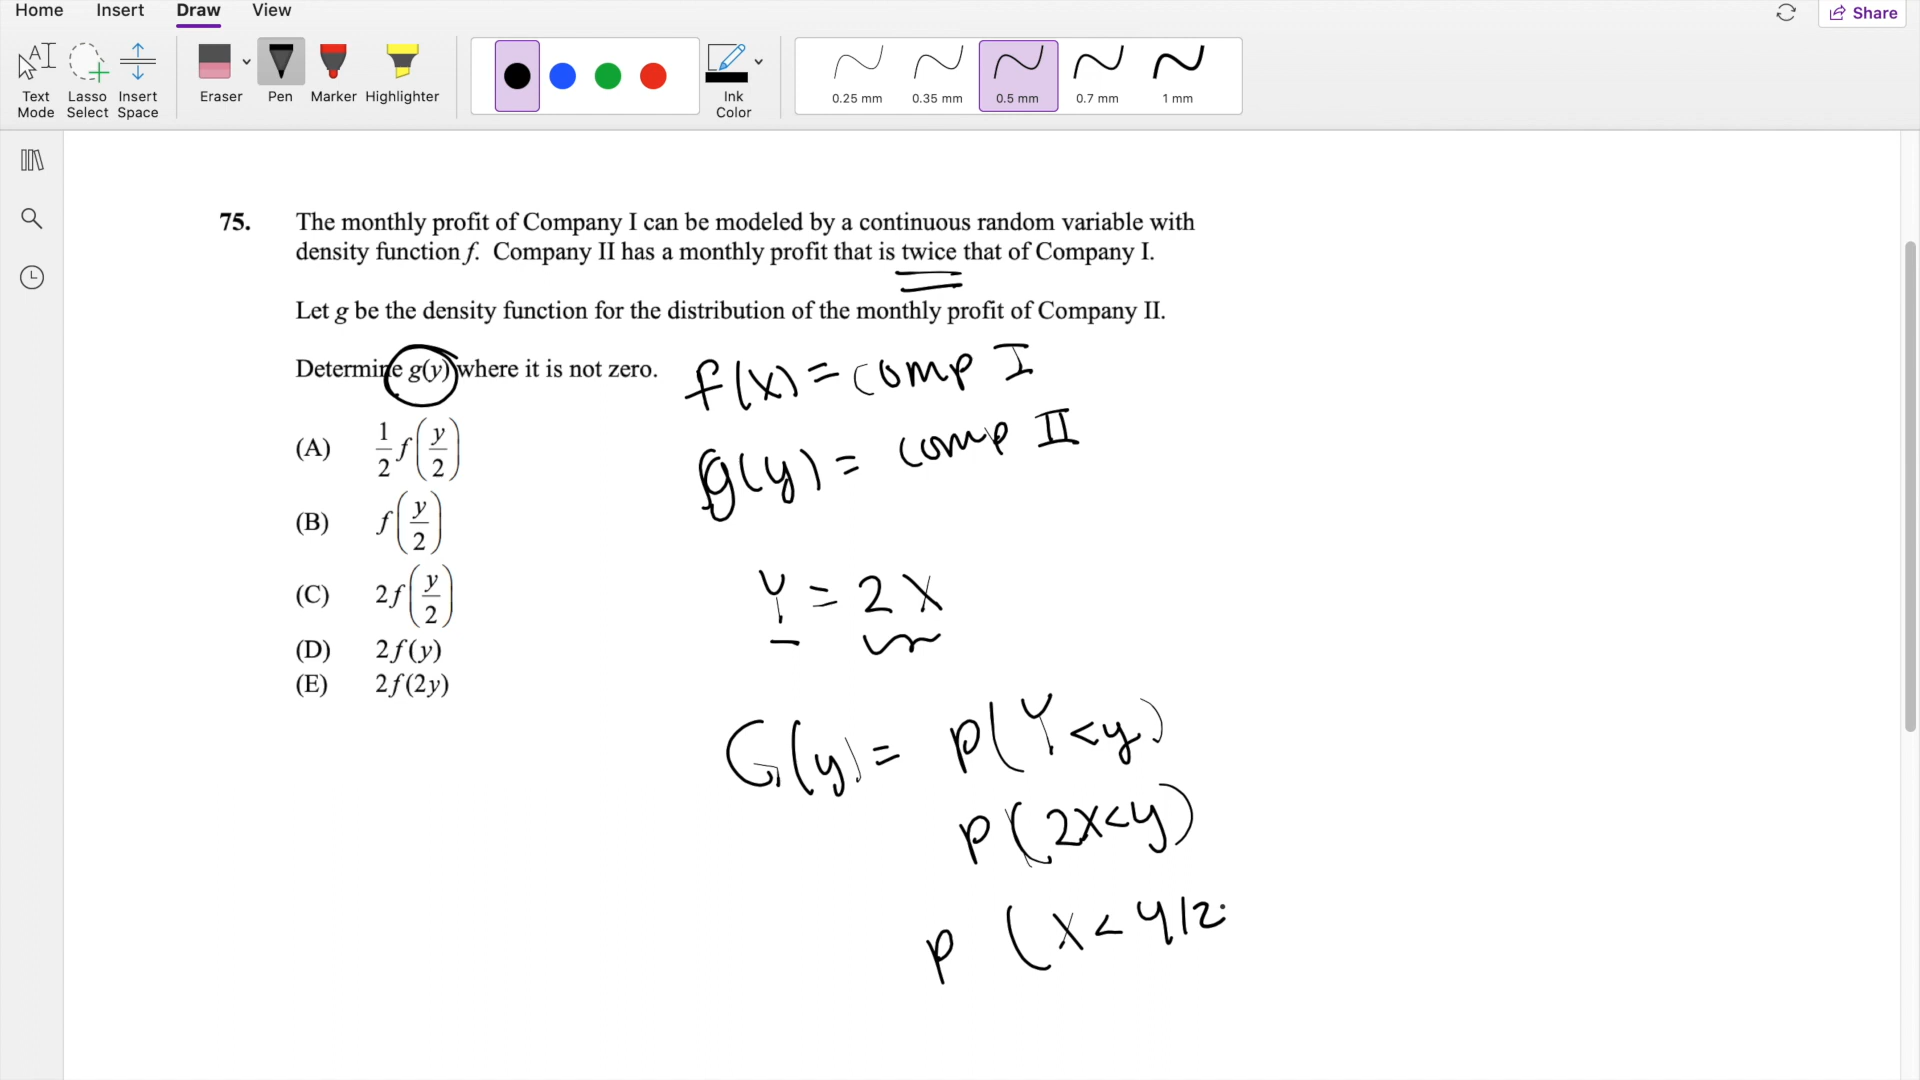 Home Insert Draw View
Share
Text Mode
Lasso Select
Insert Space
Eraser
Pen
Marker
Highlighter
Ink Color
0.25 mm
0.35 mm
0.5 mm
0.7 mm
1 mm
75. The monthly profit of Company I can be modeled by a continuous random variable with
density function f. Company II has a monthly profit that is twice that of Company I.
Let g be the density function for the distribution of the monthly profit of Company II.
Determine g(y) where it is not zero.
f(x) = comp I
g(y) = comp II
(A) 1/2 f(y/2)
(B) f(y/2)
(C) 2f(y/2)
(D) 2f(y)
(E) 2f(2y)
Y = 2X
G(y) = P(Y<y)
P(2X<y)
P (X<y/2